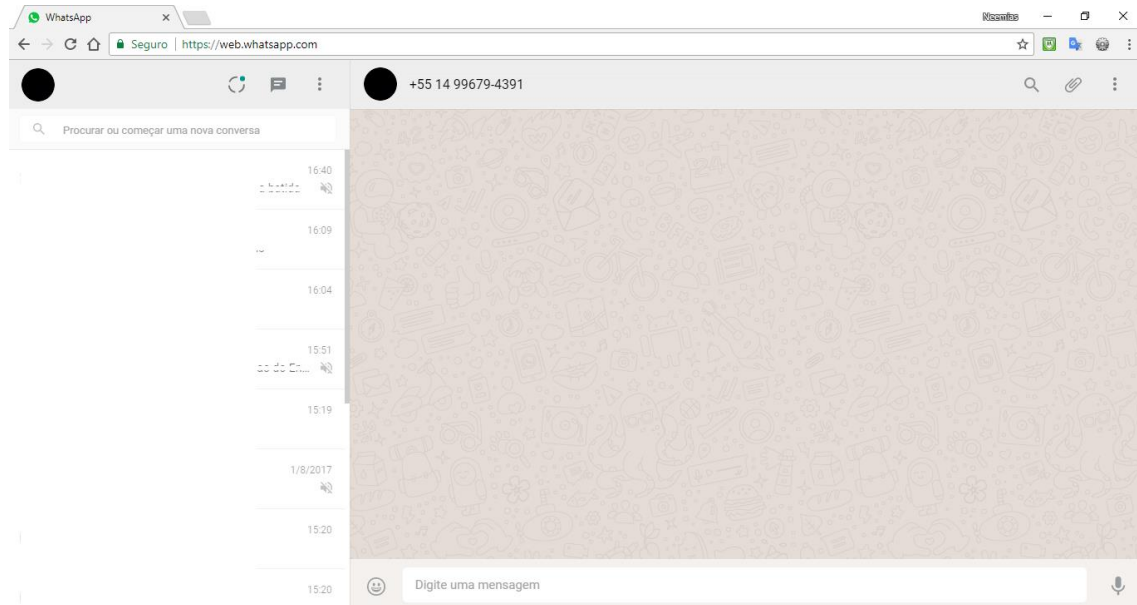 WhatsApp
Neemias
Seguro
https://web.whatsapp.com
+55 14 99679-4391
Procurar ou começar uma nova conversa
16:40
16:09
16:04
15:51
15:19
1/8/2017
15:20
15:20
Digite uma mensagem